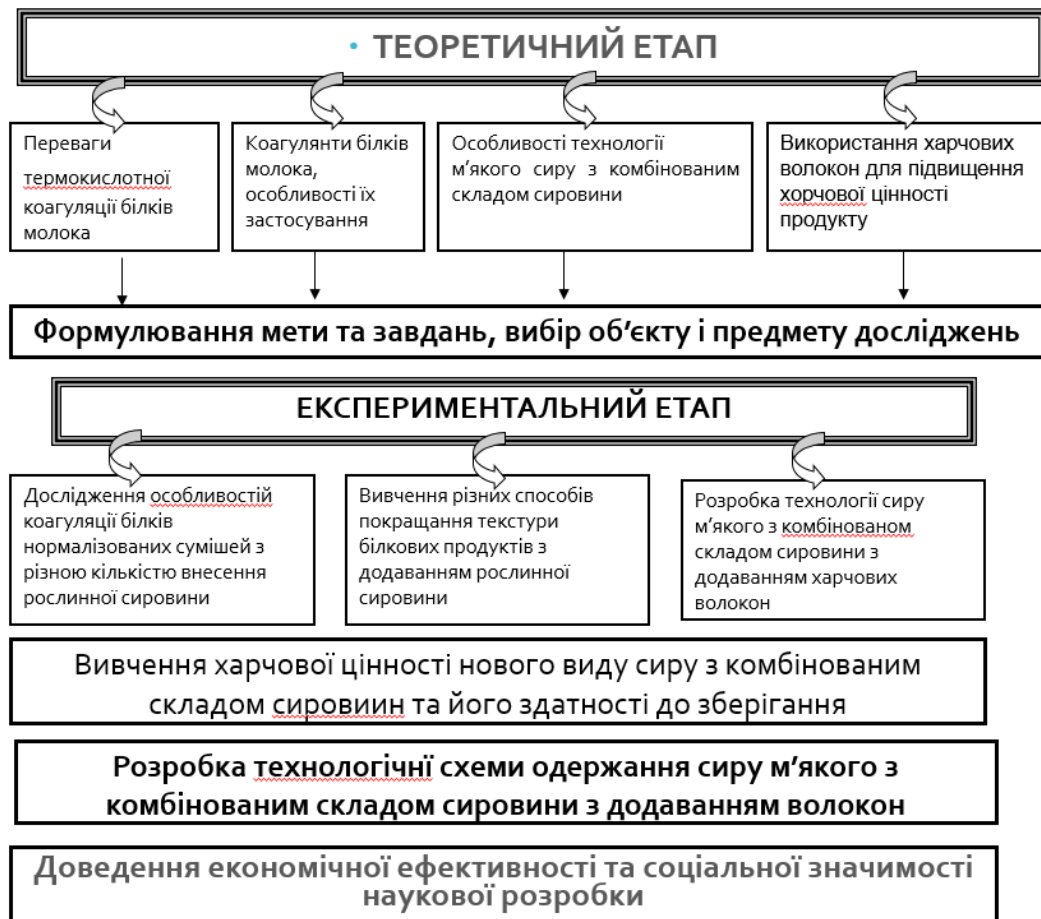 • ТЕОРЕТИЧНИЙ ЕТАП
Переваги
термокислотної
коагуляції білків
молока
Коагулянти білків
молока,
особливості їх
застосування
Особливості технології
м’якого сиру з комбінованим
складом сировини
Використання харчових
волокон для підвищення
хорчової цінності
продукту
Формулювання мети та завдань, вибір об’єкту і предмету досліджень
ЕКСПЕРИМЕНТАЛЬНИЙ ЕТАП
Дослідження особливостій
коагуляції білків
нормалізованих сумішей з
різною кількістю внесення
рослинної сировини
Вивчення різних способів
покращання текстури
білкових продуктів з
додаванням рослинної
сировини
Розробка технології сиру
м’якого з комбінованом
складом сировини з
додаванням харчових
волокон
Вивчення харчової цінності нового виду сиру з комбінованим
складом сировиин та його здатності до зберігання
Розробка технологічнї схеми одержання сиру м’якого з
комбінованим складом сировини з додаванням волокон
Доведення економічної ефективності та соціальної значимості
наукової розробки